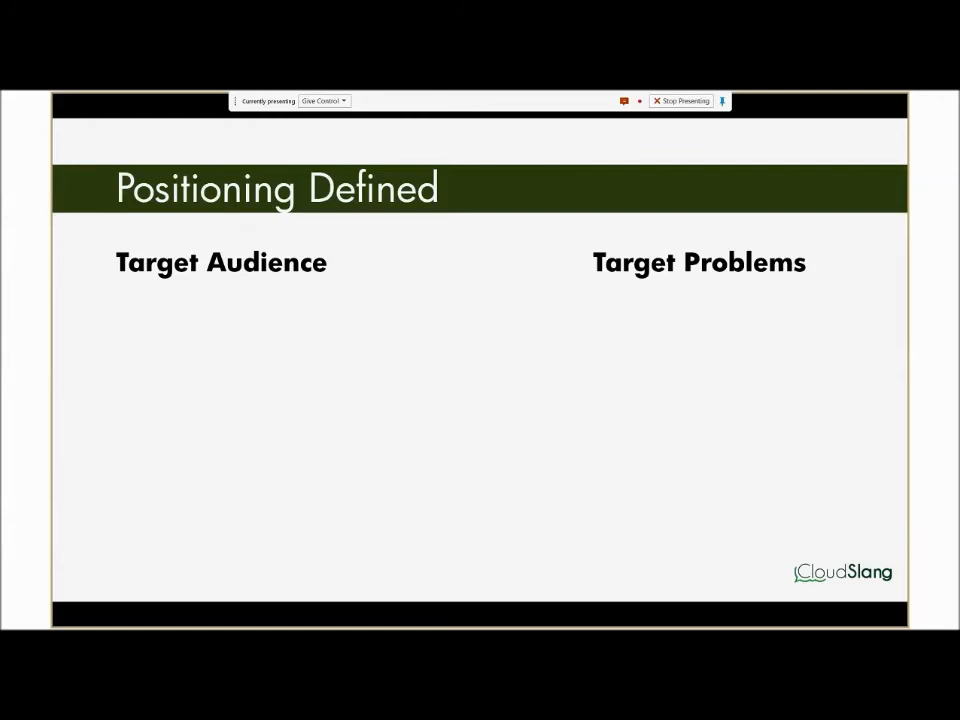 Currently presenting Give Control Stop Presenting
Positioning Defined
Target Audience Target Problems
CloudSlang